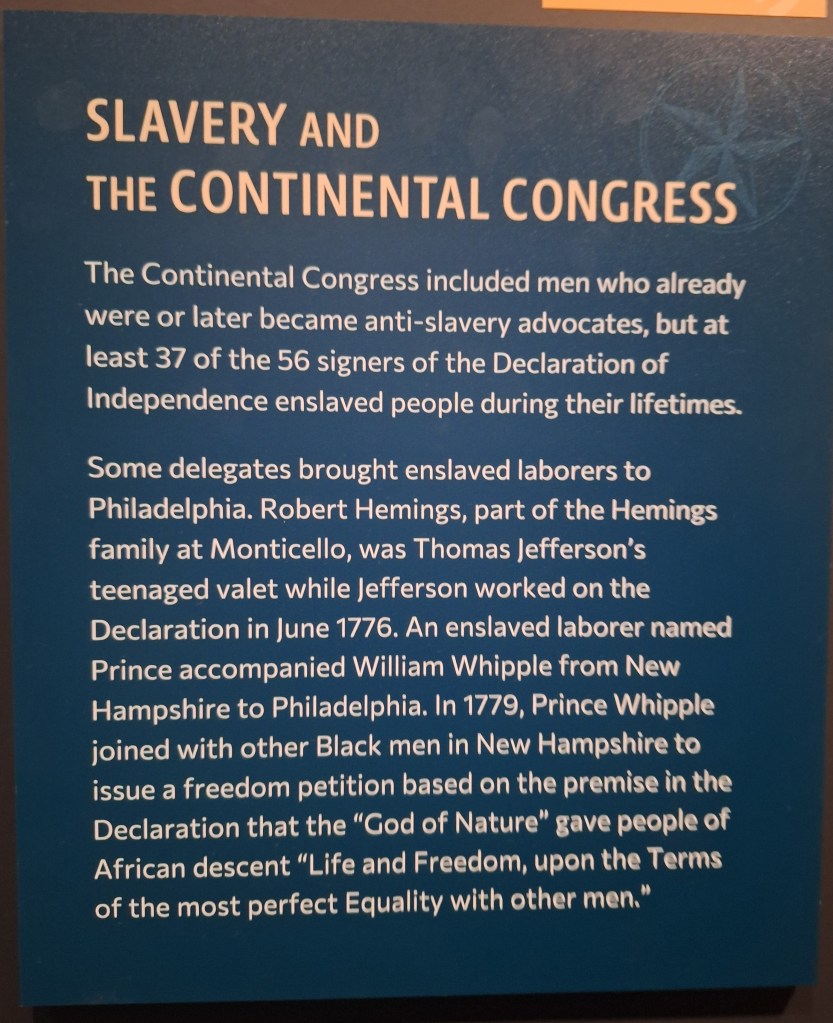 SLAVERY AND
THE CONTINENTAL CONGRESS
The Continental Congress included men who already
were or later became anti-slavery advocates, but at
least 37 of the 56 signers of the Declaration of
Independence enslaved people during their lifetimes.
Some delegates brought enslaved laborers to
Philadelphia. Robert Hemings, part of the Hemings
family at Monticello, was Thomas Jefferson’s
teenaged valet while Jefferson worked on the
Declaration in June 1776. An enslaved laborer named
Prince accompanied William Whipple from New
Hampshire to Philadelphia. In 1779, Prince Whipple
joined with other Black men in New Hampshire to
issue a freedom petition based on the premise in the
Declaration that the “God of Nature” gave people of
African descent “Life and Freedom, upon the Terms
of the most perfect Equality with other men.”